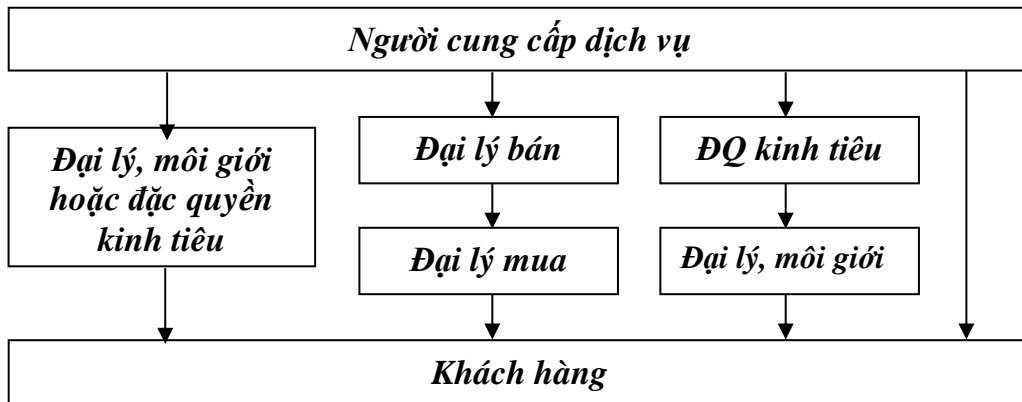 Người cung cấp dịch vụ
Đại lý, môi giới
hoặc đặc quyền
kinh tiêu
Đại lý bán
ĐQ kinh tiêu
Đại lý mua
Đại lý, môi giới
Khách hàng